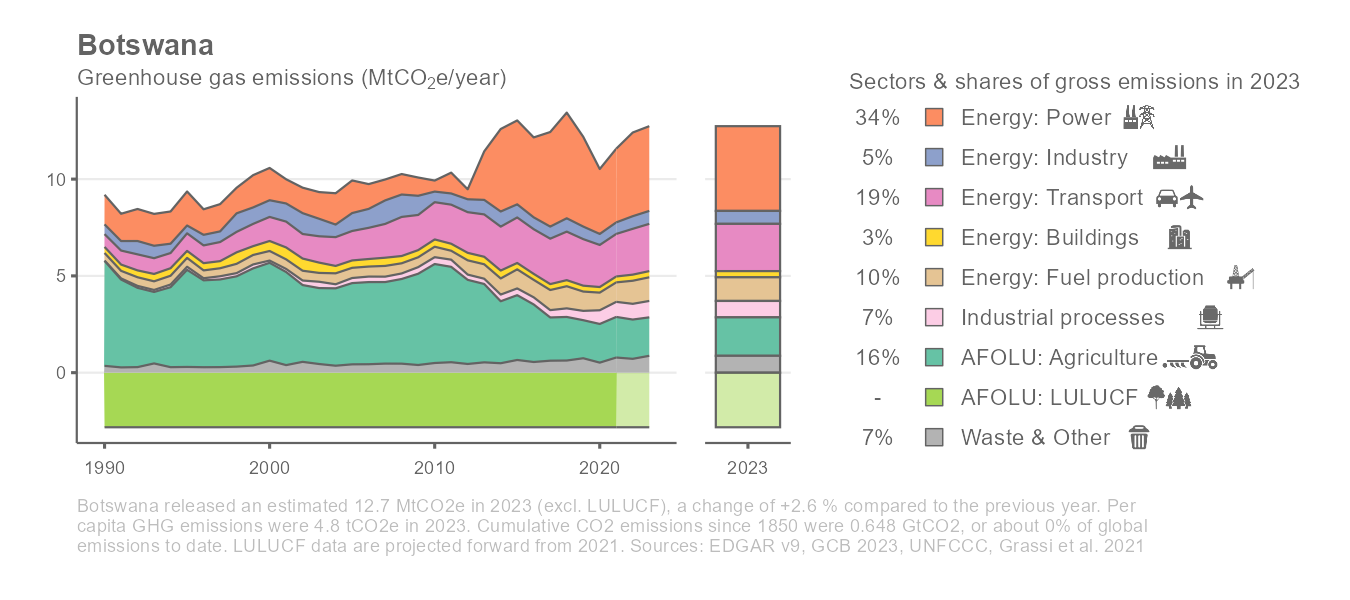 Botswana
Greenhouse gas emissions (MtCO₂e/year)
10
5
0
1990
2000
2010
2020
2023
Sectors & shares of gross emissions in 2023
34% Energy: Power
5% Energy: Industry
19% Energy: Transport
3% Energy: Buildings
10% Energy: Fuel production
7% Industrial processes
16% AFOLU: Agriculture
- AFOLU: LULUCF
7% Waste & Other
Botswana released an estimated 12.7 MtCO2e in 2023 (excl. LULUCF), a change of +2.6 % compared to the previous year. Per
capita GHG emissions were 4.8 tCO2e in 2023. Cumulative CO2 emissions since 1850 were 0.648 GtCO2, or about 0% of global
emissions to date. LULUCF data are projected forward from 2021. Sources: EDGAR v9, GCB 2023, UNFCCC, Grassi et al. 2021